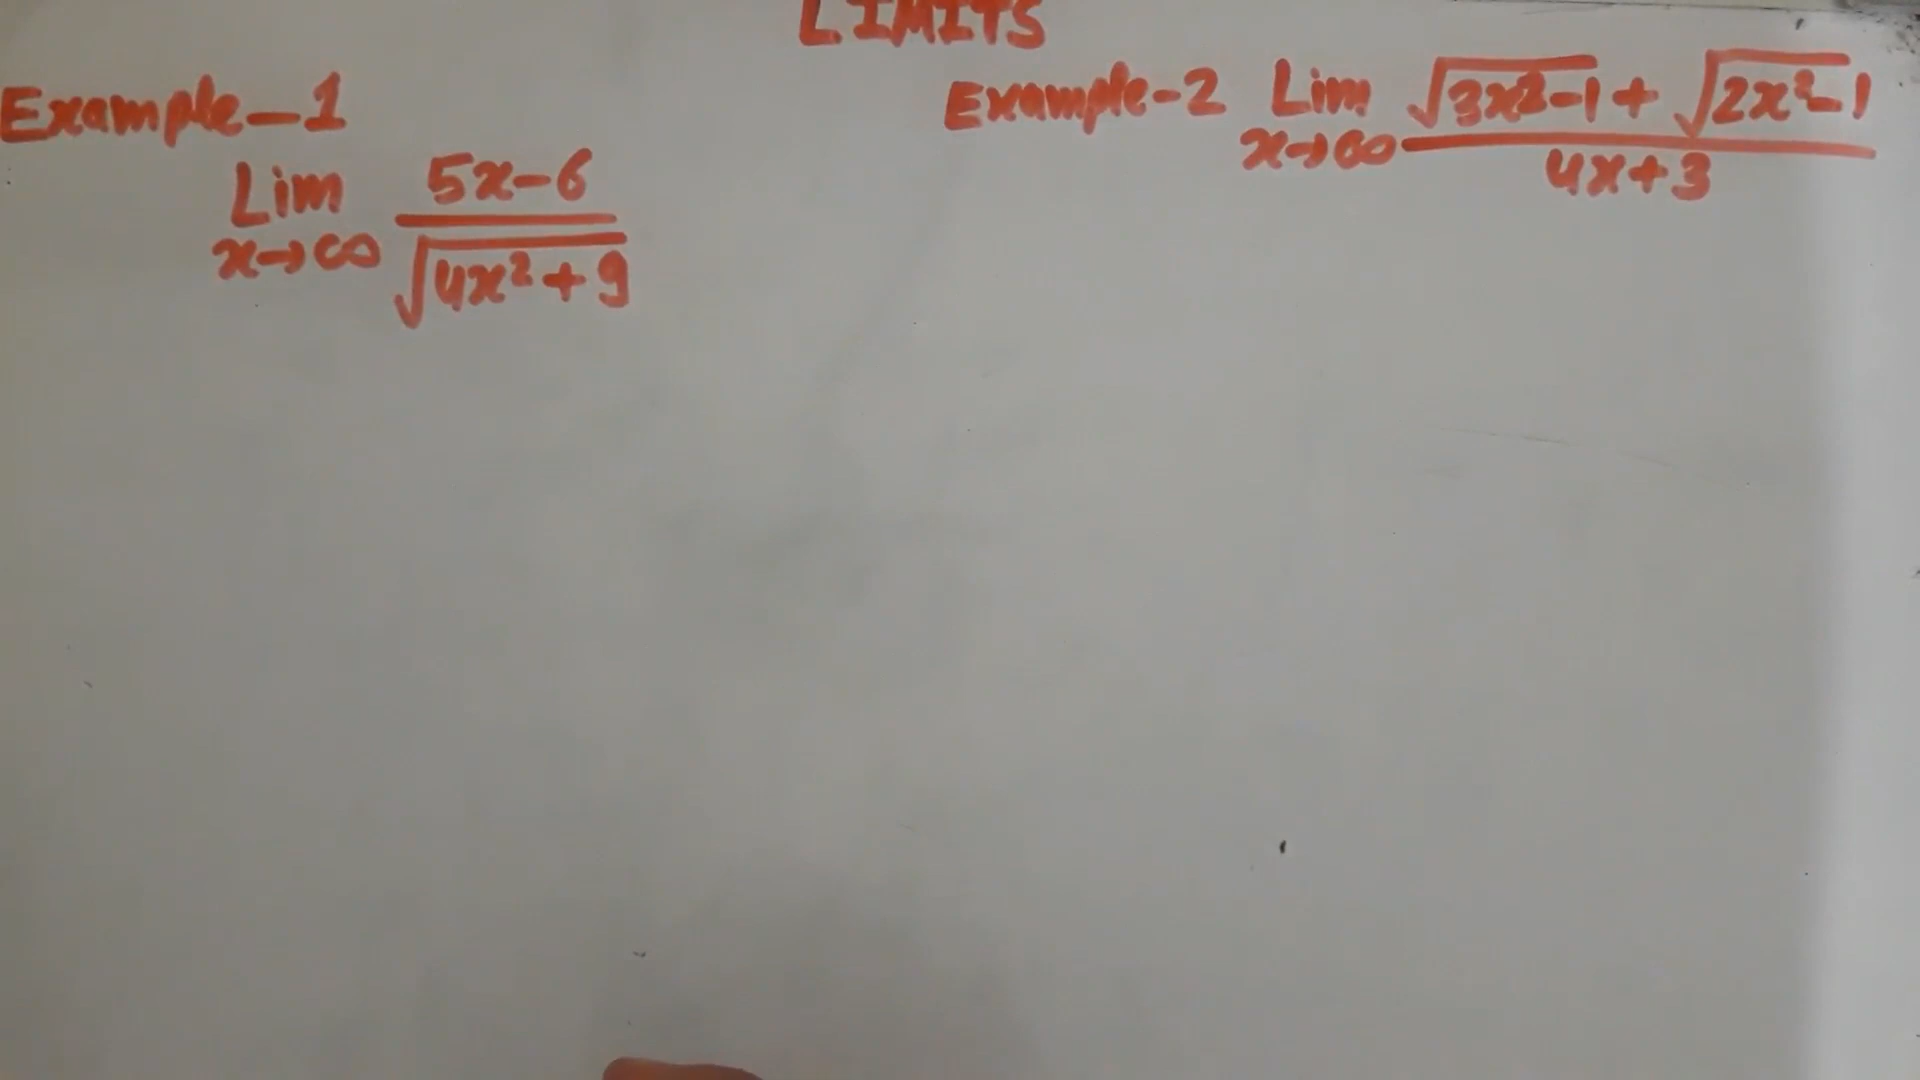 LIMITS
Example-1
Lim 5x-6
x→∞ √4x²+9
Example-2 Lim √3x²-1 + √2x²-1
x→∞ 4x+3